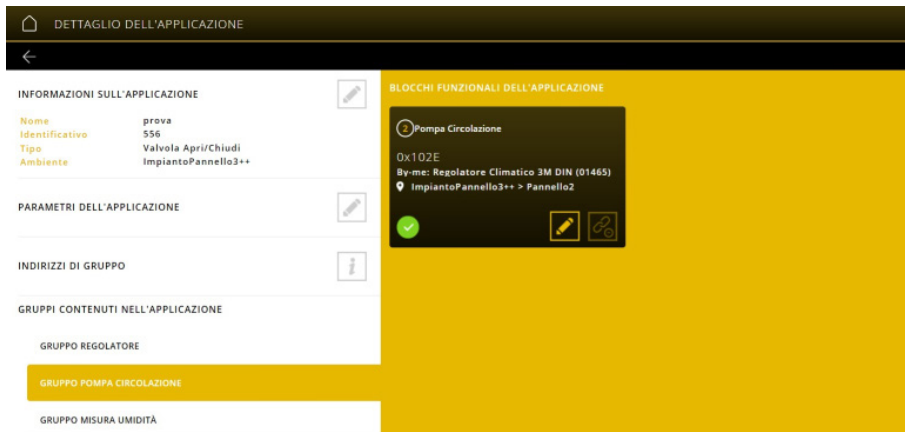 DETTAGLIO DELL'APPLICAZIONE
INFORMAZIONI SULL'APPLICAZIONE
Nome prova
Identificativo 556
Tipo Valvola Apri/Chiudi
Ambiente ImpiantoPannello3++
PARAMETRI DELL'APPLICAZIONE
INDIRIZZI DI GRUPPO
i
GRUPPI CONTENUTI NELL'APPLICAZIONE
GRUPPO REGOLATORE
GRUPPO POMPA CIRCOLAZIONE
GRUPPO MISURA UMIDITÀ
BLOCCHI FUNZIONALI DELL'APPLICAZIONE
2 Pompa Circolazione
0x102E
By-me: Regolatore Climatico 3M DIN (01465)
ImpiantoPannello3++ > Pannello2